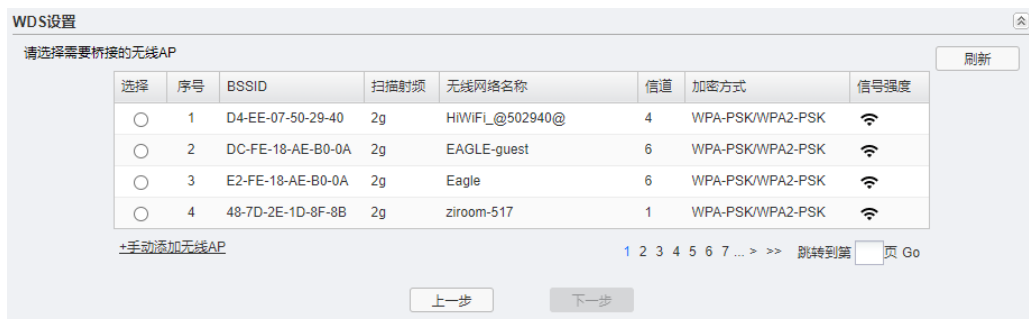 WDS设置
请选择需要桥接的无线AP
刷新
选择 序号 BSSID 扫描射频 无线网络名称 信道 加密方式 信号强度
1 D4-EE-07-50-29-40 2g HiWiFi_@502940@ 4 WPA-PSK/WPA2-PSK
2 DC-FE-18-AE-B0-0A 2g EAGLE-guest 6 WPA-PSK/WPA2-PSK
3 E2-FE-18-AE-B0-0A 2g Eagle 6 WPA-PSK/WPA2-PSK
4 48-7D-2E-1D-8F-8B 2g ziroom-517 1 WPA-PSK/WPA2-PSK
+手动添加无线AP 1 2 3 4 5 6 7 ... > >> 跳转到第 页 Go
上一步 下一步